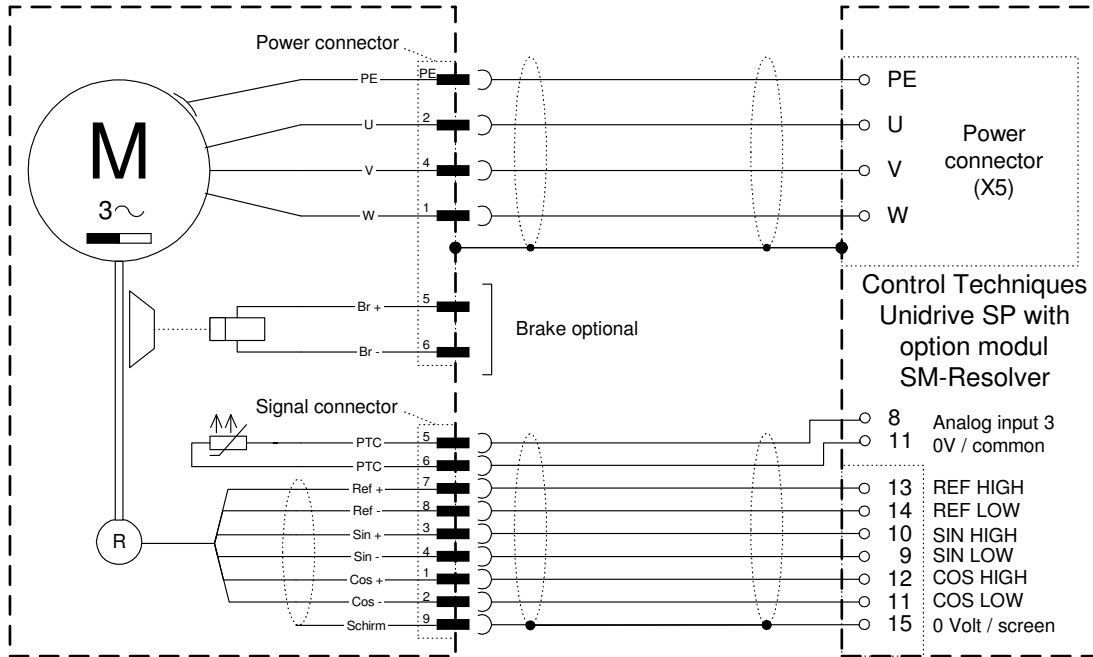 Power connector
PE PE PE
M
3
U 2 U
V 4 V
W 1 W
Power
connector
(X5)
Br + 5
Br - 6
Brake optional
Control Techniques
Unidrive SP with
option modul
SM-Resolver
Signal connector
PTC 5 8 Analog input 3
PTC 6 11 0V / common
Ref + 7 13 REF HIGH
Ref - 8 14 REF LOW
R
Sin + 3 10 SIN HIGH
Sin - 4 9 SIN LOW
Cos + 1 12 COS HIGH
Cos - 2 11 COS LOW
Schirm 9 15 0 Volt / screen